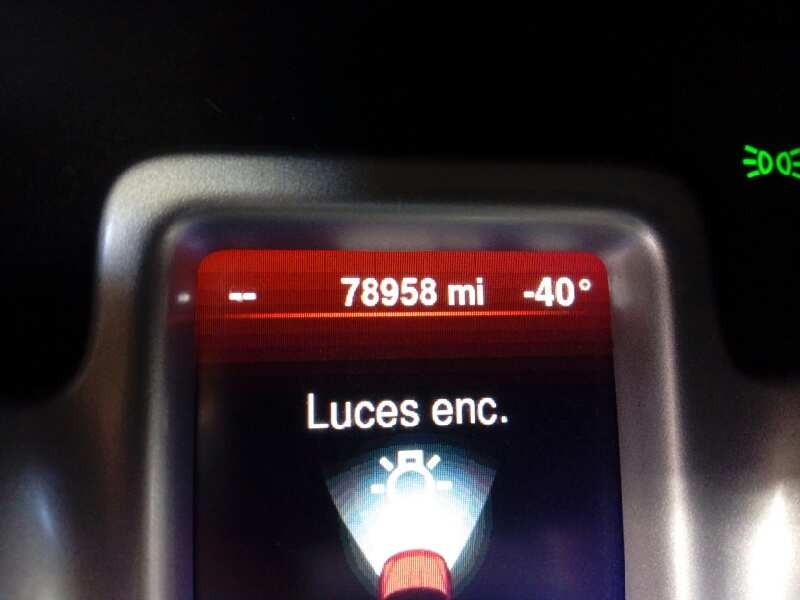 -- 78958 mi -40°
Luces enc.